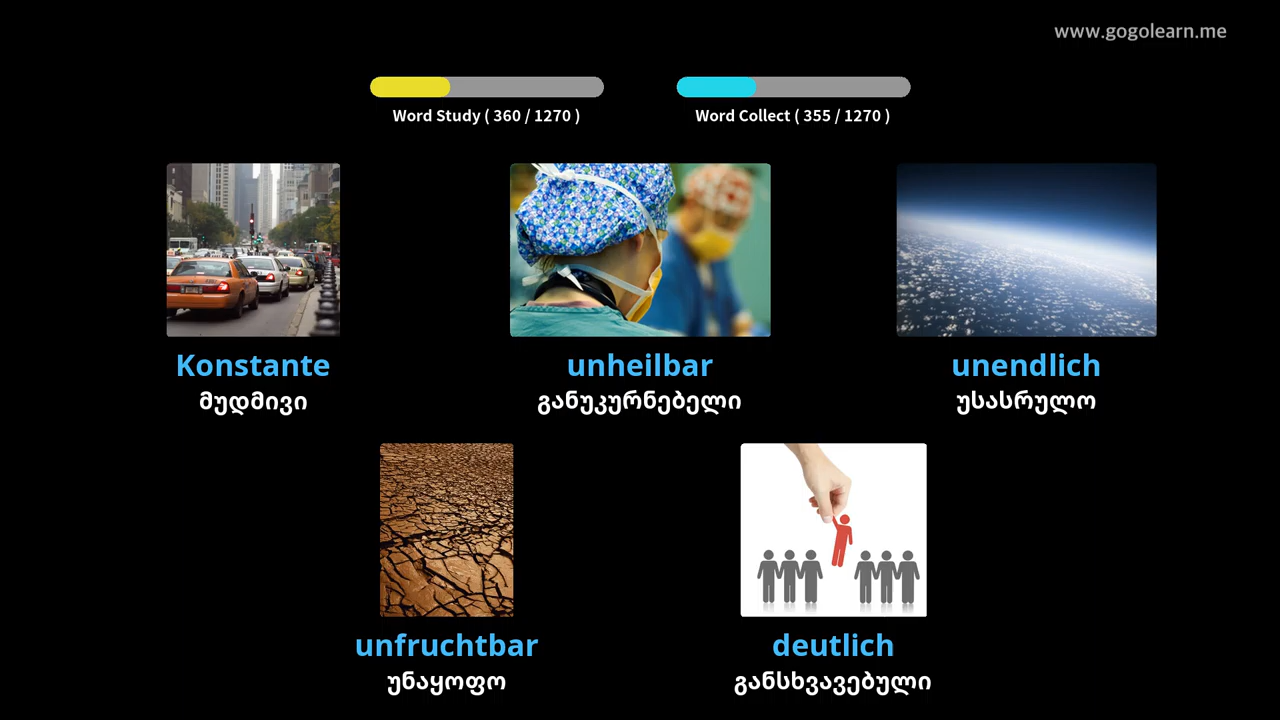 www.gogolearn.me
Word Study ( 360 / 1270 )
Word Collect ( 355 / 1270 )
Konstante
მუდმივი
unheilbar
განუკურნებელი
unendlich
უსასრულო
unfruchtbar
უნაყოფო
deutlich
განსხვავებული